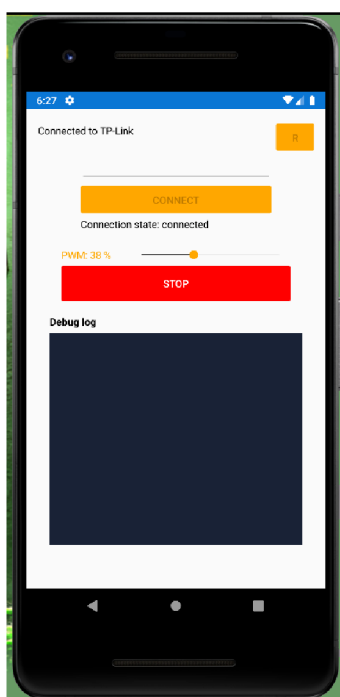 6:27
Connected to TP-Link
R
CONNECT
Connection state: connected
PWM: 38 %
STOP
Debug log